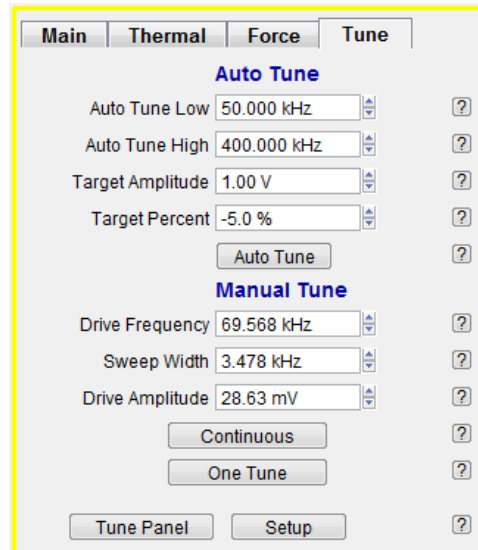 Main Thermal Force Tune
Auto Tune
Auto Tune Low 50.000 kHz ?
Auto Tune High 400.000 kHz ?
Target Amplitude 1.00 V ?
Target Percent -5.0 % ?
Auto Tune ?
Manual Tune
Drive Frequency 69.568 kHz ?
Sweep Width 3.478 kHz ?
Drive Amplitude 28.63 mV ?
Continuous ?
One Tune ?
Tune Panel Setup ?